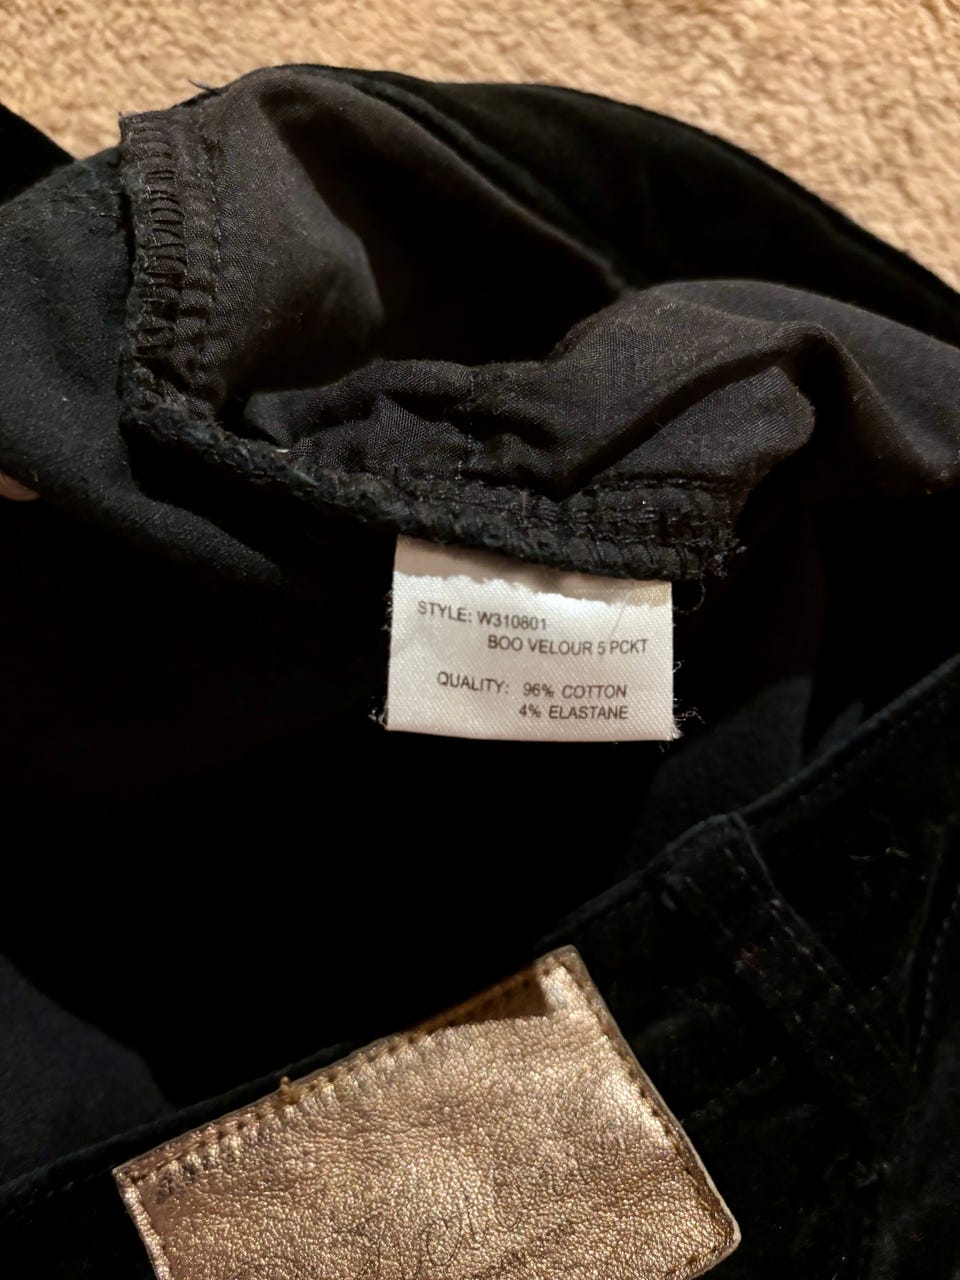 STYLE: W310801
BOO VELOUR 5 PCKT
QUALITY: 96% COTTON
4% ELASTANE